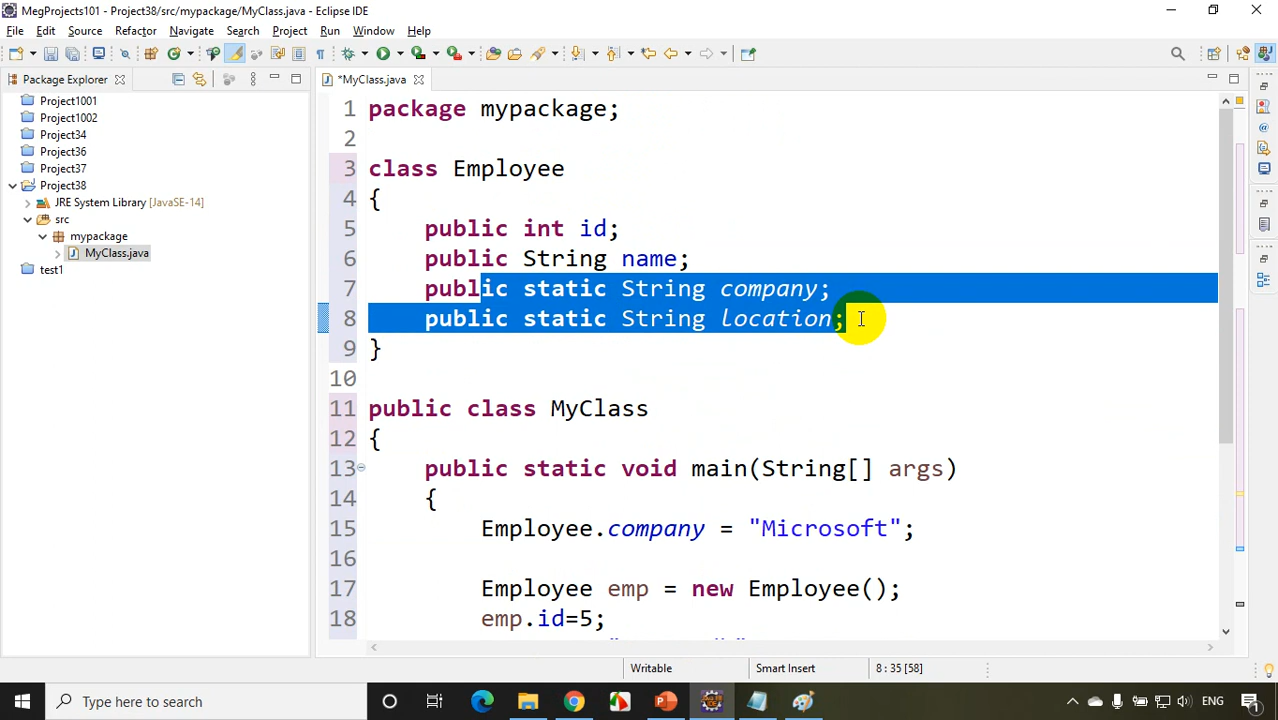 MegProjects101 - Project38/src/mypackage/MyClass.java - Eclipse IDE
File Edit Source Refactor Navigate Search Project Run Window Help
Package Explorer
*MyClass.java
Project1001
Project1002
Project34
Project36
Project37
Project38
JRE System Library [JavaSE-14]
src
mypackage
MyClass.java
test1
1 package mypackage;
2
3 class Employee
4 {
5 public int id;
6 public String name;
7 public static String company;
8 public static String location;
9 }
10
11 public class MyClass
12 {
13 public static void main(String[] args)
14 {
15 Employee.company = "Microsoft";
16
17 Employee emp = new Employee();
18 emp.id=5;
Writable Smart Insert 8 : 35 [58]
Type here to search
ENG
1